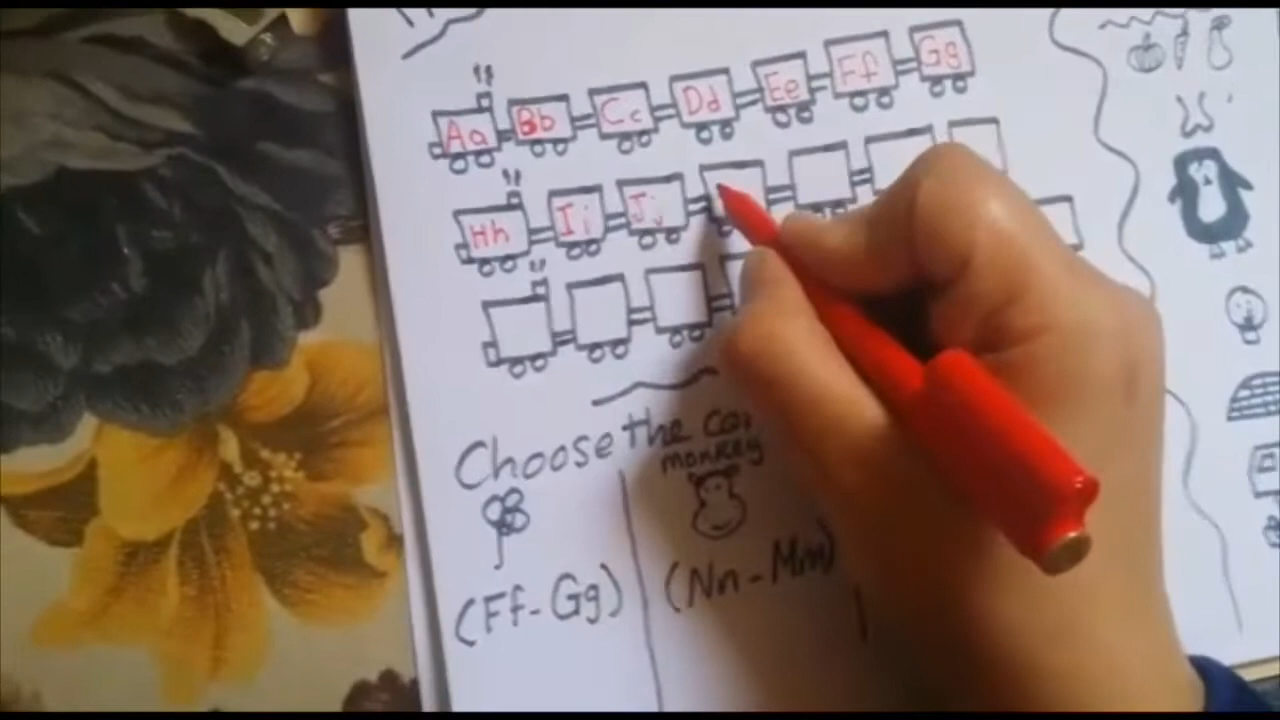 Aa Bb Cc Dd Ee Ff Gg
Hh Ii Jj
Choose the
monkey
(Ff-Gg) (Nn-Mm)